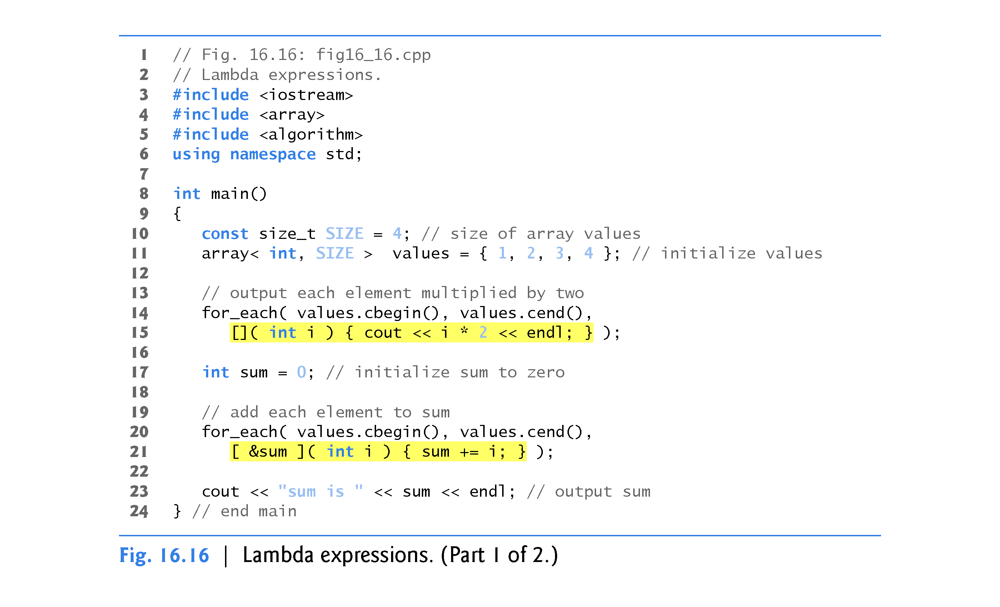 1 // Fig. 16.16: fig16_16.cpp
2 // Lambda expressions.
3 #include <iostream>
4 #include <array>
5 #include <algorithm>
6 using namespace std;
7
8 int main()
9 {
10    const size_t SIZE = 4; // size of array values
11    array< int, SIZE >  values = { 1, 2, 3, 4 }; // initialize values
12
13    // output each element multiplied by two
14    for_each( values.cbegin(), values.cend(),
15       []( int i ) { cout << i * 2 << endl; } );
16
17    int sum = 0; // initialize sum to zero
18
19    // add each element to sum
20    for_each( values.cbegin(), values.cend(),
21       [ &sum ]( int i ) { sum += i; } );
22
23    cout << "sum is " << sum << endl; // output sum
24 } // end main
Fig. 16.16 | Lambda expressions. (Part 1 of 2.)